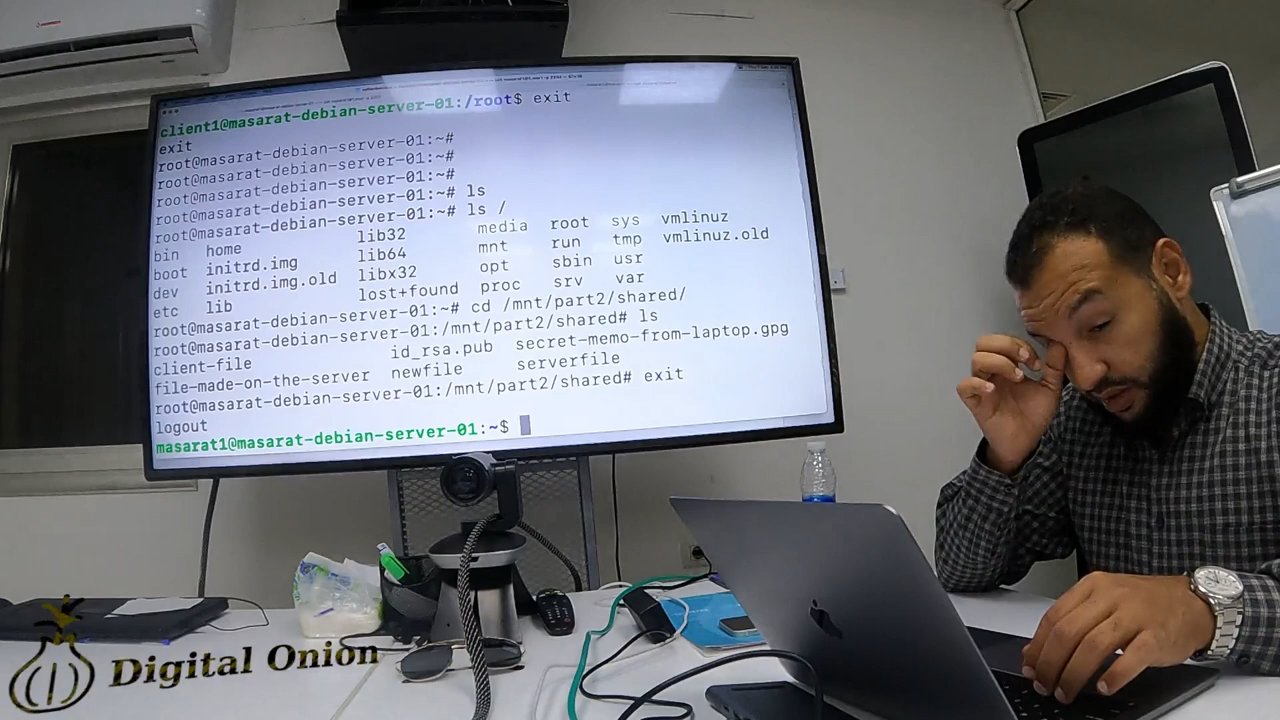 client1@masarat-debian-server-01:/root$ exit
exit
root@masarat-debian-server-01:~#
root@masarat-debian-server-01:~#
root@masarat-debian-server-01:~#
root@masarat-debian-server-01:~# ls
root@masarat-debian-server-01:~# ls /
bin home lib32 media root sys vmlinuz
boot initrd.img lib64 mnt run tmp vmlinuz.old
dev initrd.img.old libx32 opt sbin usr
etc lib lost+found proc srv var
root@masarat-debian-server-01:~# cd /mnt/part2/shared/
root@masarat-debian-server-01:/mnt/part2/shared# ls
client-file id_rsa.pub secret-memo-from-laptop.gpg
file-made-on-the-server newfile serverfile
root@masarat-debian-server-01:/mnt/part2/shared# exit
logout
masarat1@masarat-debian-server-01:~$
Digital Onion